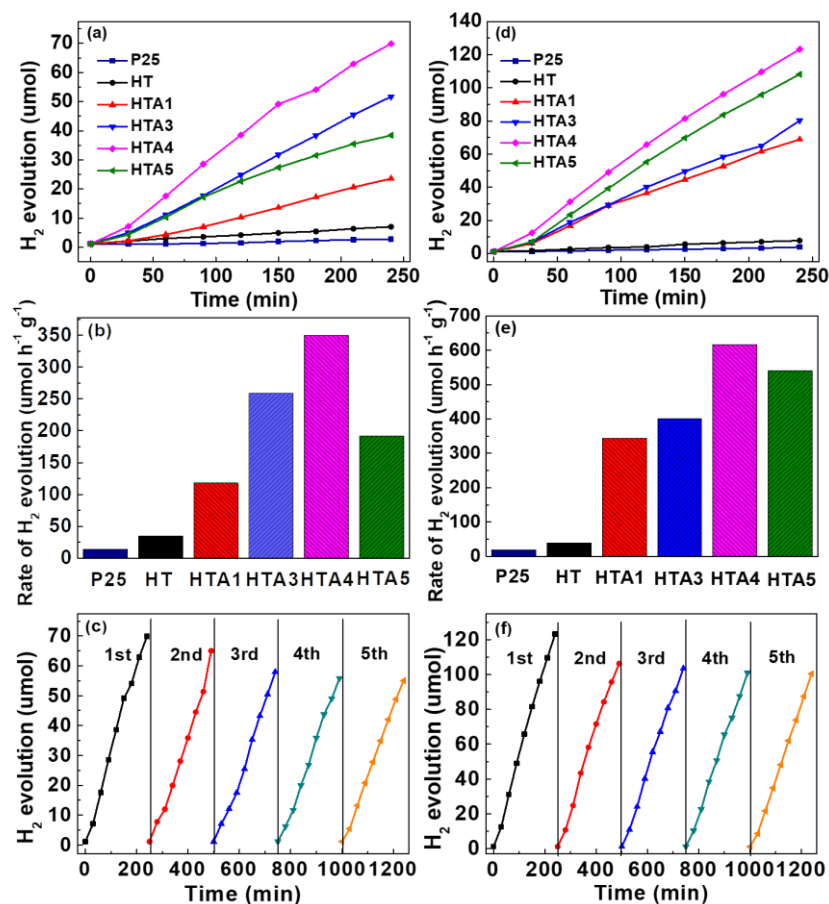 (a)
P25
HT
HTA1
HTA3
HTA4
HTA5
70
60
50
40
30
20
10
0
H2 evolution (umol)
0 50 100 150 200 250
Time (min)
(d)
P25
HT
HTA1
HTA3
HTA4
HTA5
140
120
100
80
60
40
20
0
H2 evolution (umol)
0 50 100 150 200 250
Time (min)
(b)
350
300
250
200
150
100
50
0
Rate of H2 evolution (umol h-1 g-1)
P25 HT HTA1 HTA3 HTA4 HTA5
(e)
700
600
500
400
300
200
100
0
Rate of H2 evolution (umol h-1 g-1)
P25 HT HTA1 HTA3 HTA4 HTA5
(c)
1st 2nd 3rd 4th 5th
70
60
50
40
30
20
10
0
H2 evolution (umol)
0 200 400 600 800 1000 1200
Time (min)
(f)
1st 2nd 3rd 4th 5th
120
100
80
60
40
20
0
H2 evolution (umol)
0 200 400 600 800 1000 1200
Time (min)